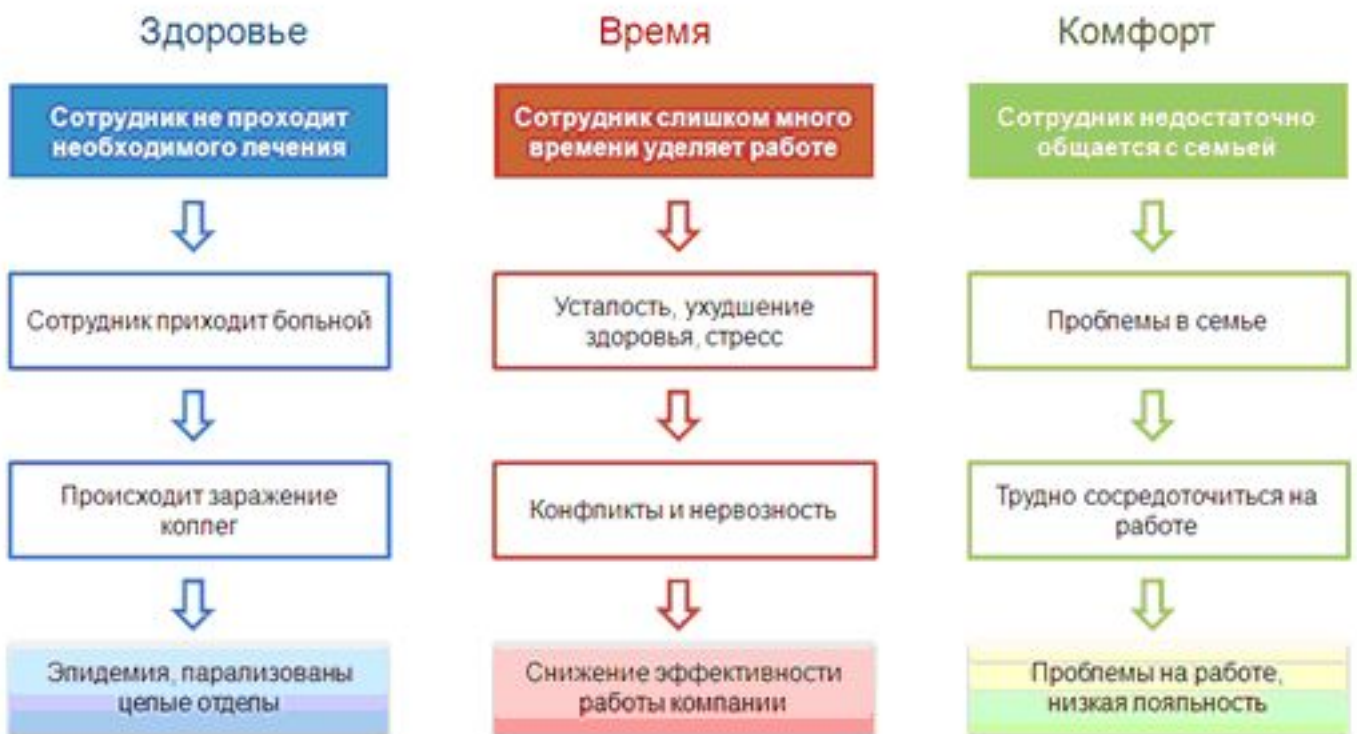 Здоровье
Сотрудник не проходит
необходимого лечения
Сотрудник приходит больной
Происходит заражение
коллег
Эпидемия, парализованы
целые отделы
Время
Сотрудник слишком много
времени уделяет работе
Усталость, ухудшение
здоровья, стресс
Конфликты и нервозность
Снижение эффективности
работы компании
Комфорт
Сотрудник недостаточно
общается с семьей
Проблемы в семье
Трудно сосредоточиться на
работе
Проблемы на работе,
низкая лояльность